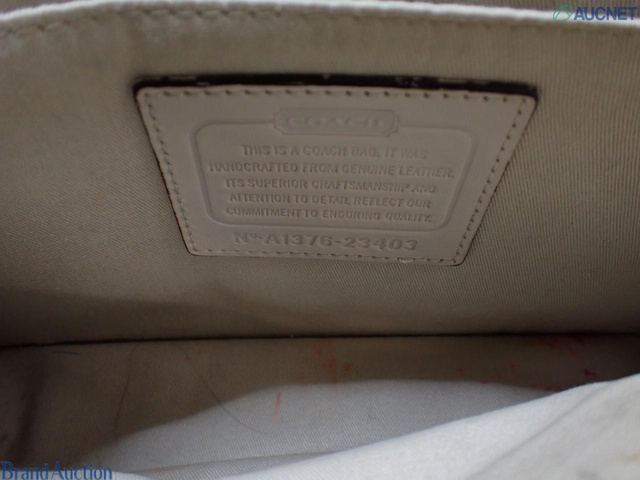 AUCNET
COACH
THIS IS A COACH BAG. IT WAS
HANDCRAFTED FROM GENUINE LEATHER.
ITS SUPERIOR CRAFTSMANSHIP AND
ATTENTION TO DETAIL REFLECT OUR
COMMITMENT TO ENDURING QUALITY.
No A1376-23403
Brand Auction